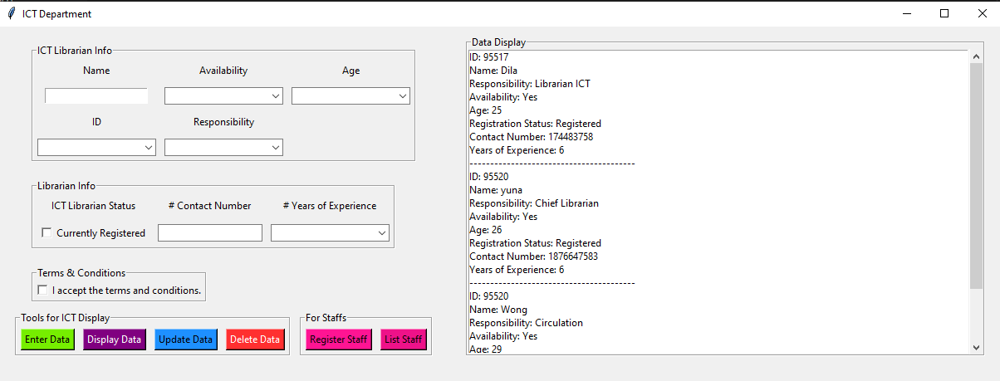 ICT Department
ICT Librarian Info
Name Availability Age
ID Responsibility
Librarian Info
ICT Librarian Status # Contact Number # Years of Experience
Currently Registered
Terms & Conditions
I accept the terms and conditions.
Tools for ICT Display
Enter Data Display Data Update Data Delete Data
For Staffs
Register Staff List Staff
Data Display
ID: 95517
Name: Dila
Responsibility: Librarian ICT
Availability: Yes
Age: 25
Registration Status: Registered
Contact Number: 174483758
Years of Experience: 6
----------------------------------------
ID: 95520
Name: yuna
Responsibility: Chief Librarian
Availability: Yes
Age: 26
Registration Status: Registered
Contact Number: 1876647583
Years of Experience: 6
----------------------------------------
ID: 95520
Name: Wong
Responsibility: Circulation
Availability: Yes
Age: 29